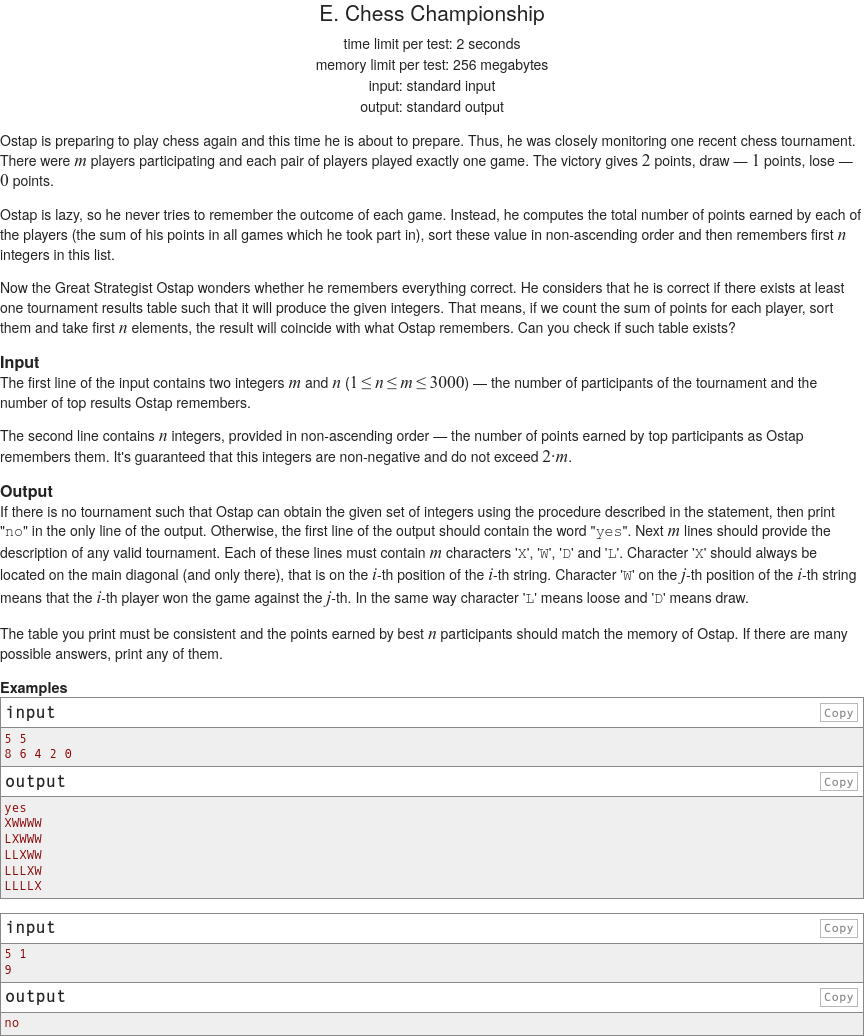 E. Chess Championship
time limit per test: 2 seconds
memory limit per test: 256 megabytes
input: standard input
output: standard output
Ostap is preparing to play chess again and this time he is about to prepare. Thus, he was closely monitoring one recent chess tournament.
There were m players participating and each pair of players played exactly one game. The victory gives 2 points, draw — 1 points, lose —
0 points.
Ostap is lazy, so he never tries to remember the outcome of each game. Instead, he computes the total number of points earned by each of
the players (the sum of his points in all games which he took part in), sort these value in non-ascending order and then remembers first n
integers in this list.
Now the Great Strategist Ostap wonders whether he remembers everything correct. He considers that he is correct if there exists at least
one tournament results table such that it will produce the given integers. That means, if we count the sum of points for each player, sort
them and take first n elements, the result will coincide with what Ostap remembers. Can you check if such table exists?
Input
The first line of the input contains two integers m and n (1 ≤ n ≤ m ≤ 3000) — the number of participants of the tournament and the
number of top results Ostap remembers.
The second line contains n integers, provided in non-ascending order — the number of points earned by top participants as Ostap
remembers them. It's guaranteed that this integers are non-negative and do not exceed 2·m.
Output
If there is no tournament such that Ostap can obtain the given set of integers using the procedure described in the statement, then print
"no" in the only line of the output. Otherwise, the first line of the output should contain the word "yes". Next m lines should provide the
description of any valid tournament. Each of these lines must contain m characters 'X', 'W', 'D' and 'L'. Character 'X' should always be
located on the main diagonal (and only there), that is on the i-th position of the i-th string. Character 'W' on the j-th position of the i-th string
means that the i-th player won the game against the j-th. In the same way character 'L' means loose and 'D' means draw.
The table you print must be consistent and the points earned by best n participants should match the memory of Ostap. If there are many
possible answers, print any of them.
Examples
input Copy
5 5
8 6 4 2 0
output Copy
yes
XWWWW
LXWWW
LLXWW
LLLXW
LLLLX
input Copy
5 1
9
output Copy
no